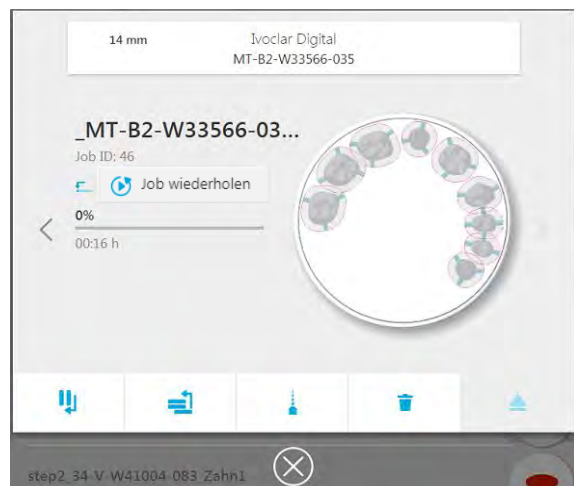 14 mm
Ivoclar Digital
MT-B2-W33566-035
_MT-B2-W33566-03...
Job ID: 46
Job wiederholen
0%
00:16 h
step2_34-V-W41004-083_Zahn1